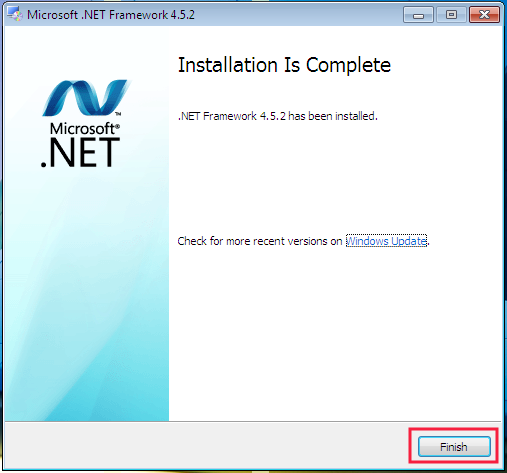 Microsoft .NET Framework 4.5.2
Installation Is Complete
.NET Framework 4.5.2 has been installed.
Microsoft®
.NET™
Check for more recent versions on Windows Update.
Finish